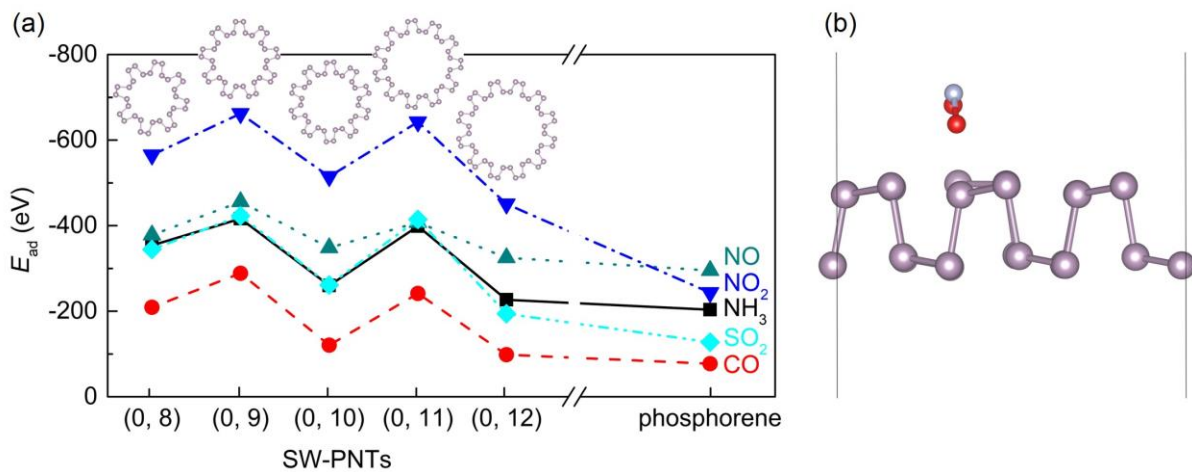 (a)
(b)
-800
-600
-400
-200
0
E_ad (eV)
NO
NO₂
NH₃
SO₂
CO
(0, 8) (0, 9) (0, 10) (0, 11) (0, 12) phosphorene
SW-PNTs